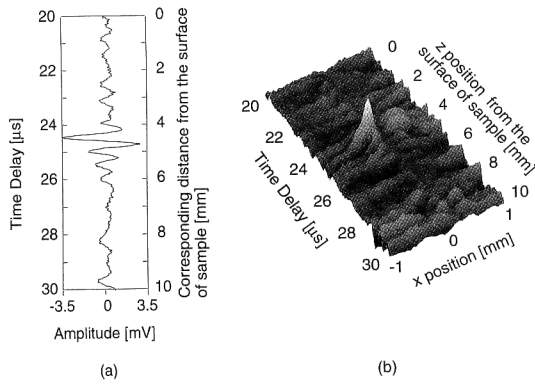 (a)
Time Delay [µs]
20
22
24
26
28
30
0
2
4
6
8
10
Corresponding distance from the surface
of sample [mm]
-3.5
0
3.5
Amplitude [mV]
(a)
(b)
20
22
24
26
28
30
Time Delay [µs]
0
2
4
6
8
10
z position from the
surface of sample [mm]
-1
0
1
x position [mm]
(b)